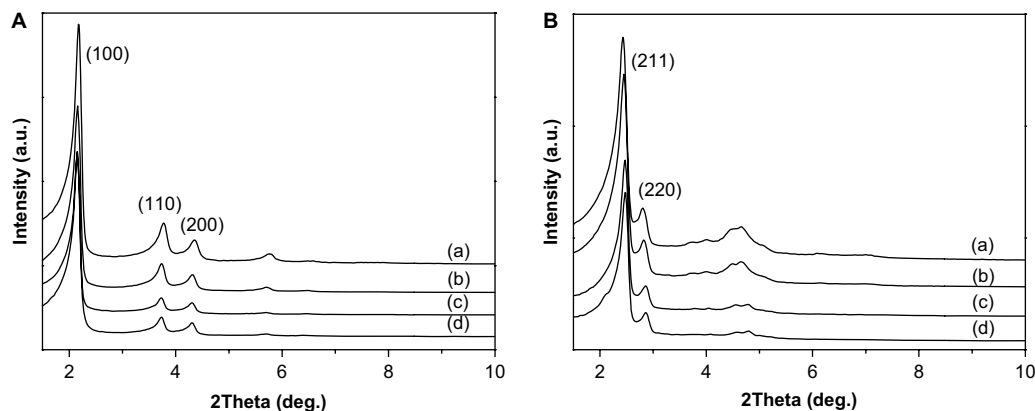 A
(100)
(110)
(200)
(a)
(b)
(c)
(d)
Intensity (a.u.)
2 4 6 8 10
2Theta (deg.)
B
(211)
(220)
(a)
(b)
(c)
(d)
Intensity (a.u.)
2 4 6 8 10
2Theta (deg.)